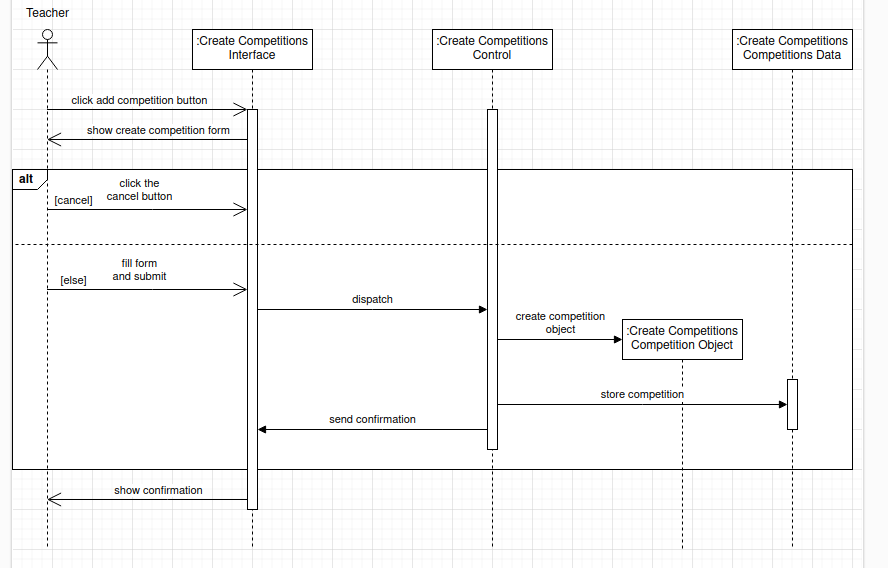 Teacher
:Create Competitions
Interface
:Create Competitions
Control
:Create Competitions
Competitions Data
click add competition button
show create competition form
alt
click the
cancel button
[cancel]
fill form
and submit
[else]
dispatch
create competition
object
:Create Competitions
Competition Object
store competition
send confirmation
show confirmation